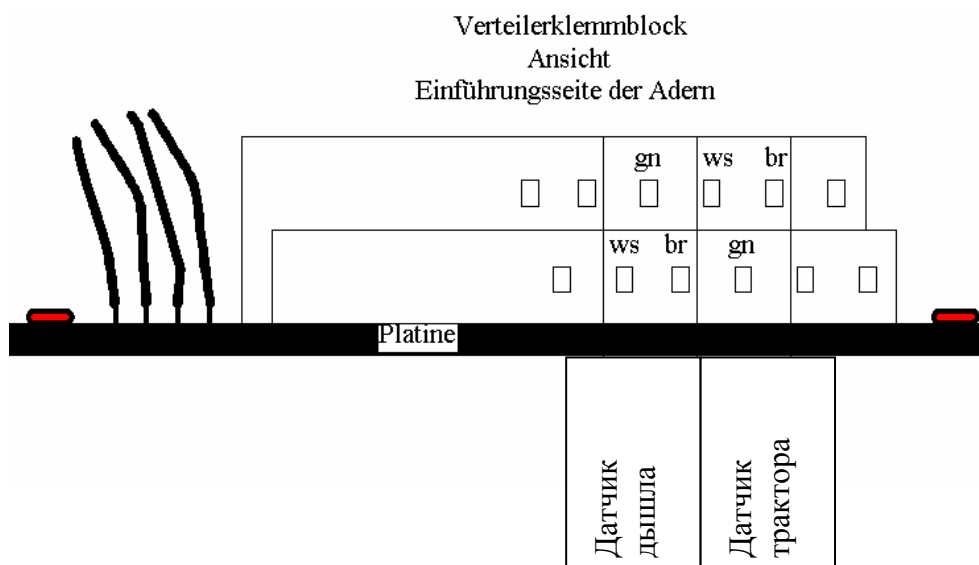 Verteilerklemmblock
Ansicht
Einführungsseite der Adern
gn ws br
ws br gn
Platine
Датчик
дышла
Датчик
трактора